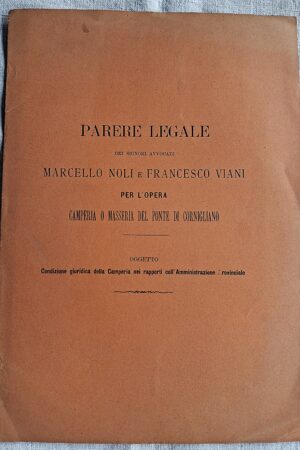 PARERE LEGALE
DEI SIGNORI AVVOCATI
MARCELLO NOLI E FRANCESCO VIANI
PER L'OPERA
CAMPERIA O MASSERIA DEL PONTE DI CORNIGLIANO
OGGETTO
Condizione giuridica della Camperia nei rapporti coll'Amministrazione Provinciale